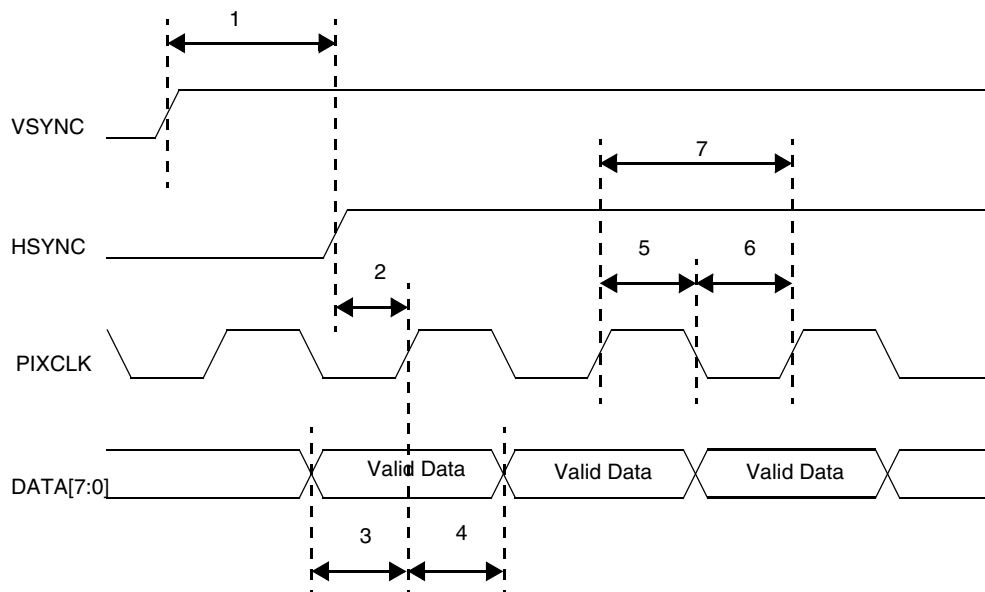 1
VSYNC
7
HSYNC
5 6
2
PIXCLK
Valid Data Valid Data Valid Data
DATA[7:0]
3 4